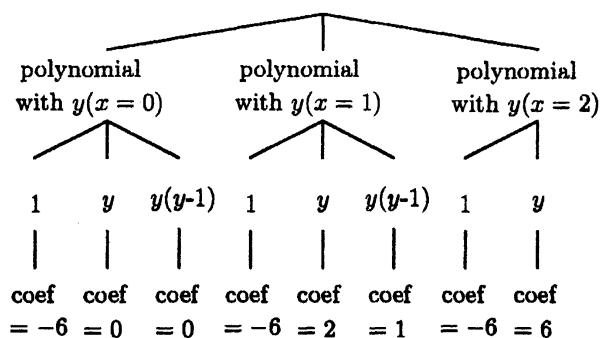 polynomial polynomial polynomial
with y(x = 0) with y(x = 1) with y(x = 2)
1 y y(y-1) 1 y y(y-1) 1 y
coef coef coef coef coef coef coef coef
= −6 = 0 = 0 = −6 = 2 = 1 = −6 = 6